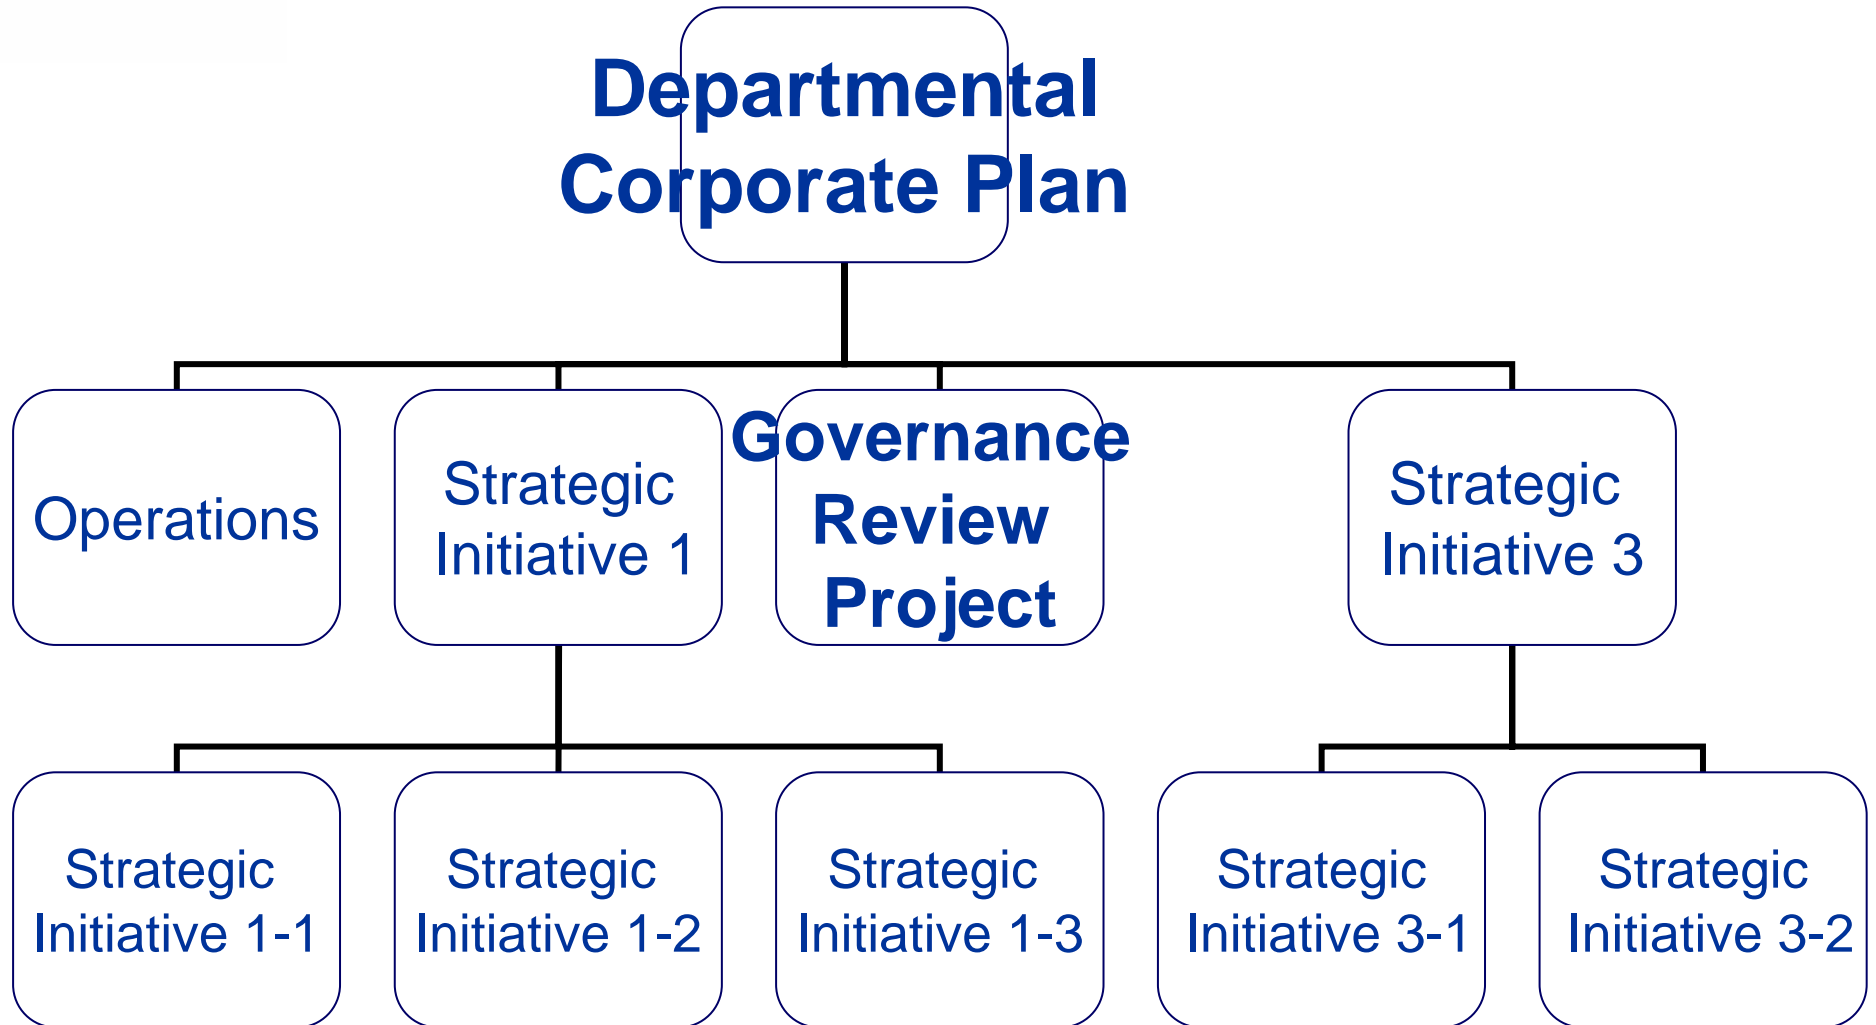 Departmental
Corporate Plan
Operations
Strategic
Initiative 1
Governance
Review
Project
Strategic
Initiative 3
Strategic
Initiative 1-1
Strategic
Initiative 1-2
Strategic
Initiative 1-3
Strategic
Initiative 3-1
Strategic
Initiative 3-2